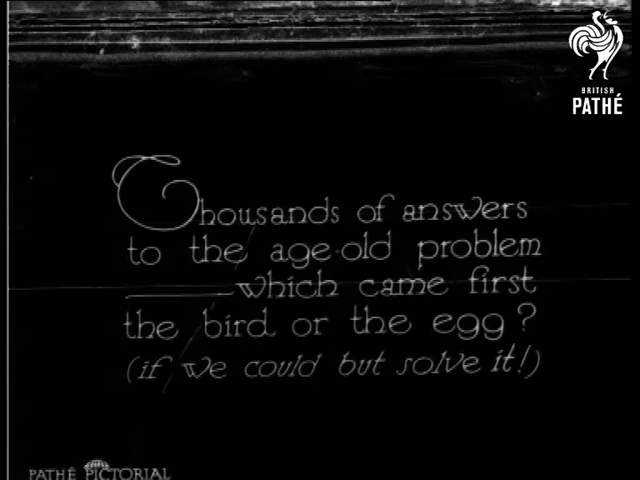 BRITISH
PATHÉ
Thousands of answers
to the age-old problem
———which came first
the bird or the egg?
(if we could but solve it!)
PATHÉ PICTORIAL